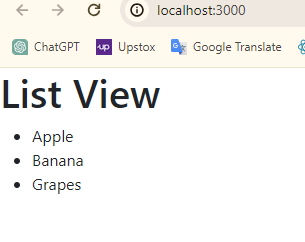 localhost:3000
ChatGPT
Upstox
Google Translate
List View
Apple
Banana
Grapes